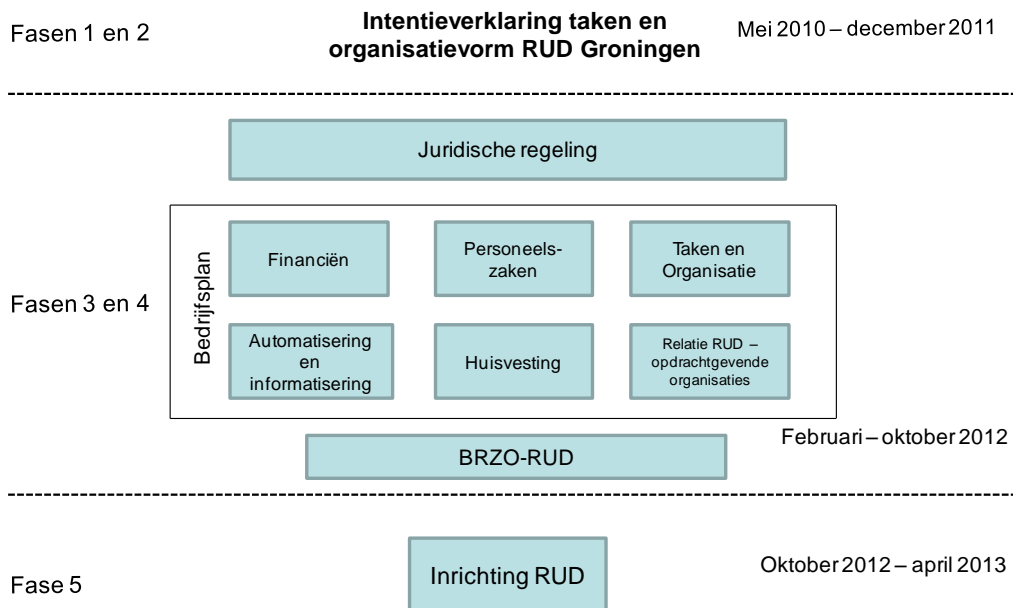 Fasen 1 en 2
Intentieverklaring taken en
organisatievorm RUD Groningen
Mei 2010 – december 2011
Juridische regeling
Fasen 3 en 4
Bedrijfsplan
Financiën
Personeels-
zaken
Taken en
Organisatie
Automatisering
en
informatisering
Huisvesting
Relatie RUD –
opdrachtgevende
organisaties
Februari – oktober 2012
BRZO-RUD
Fase 5
Inrichting RUD
Oktober 2012 – april 2013